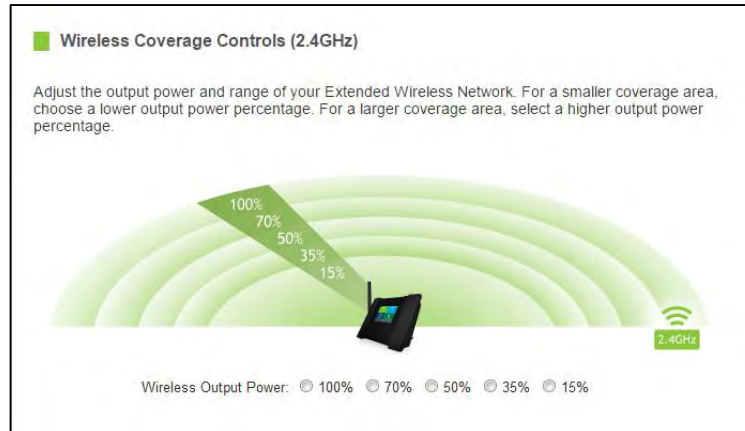 Wireless Coverage Controls (2.4GHz)
Adjust the output power and range of your Extended Wireless Network. For a smaller coverage area,
choose a lower output power percentage. For a larger coverage area, select a higher output power
percentage.
100%
70%
50%
35%
15%
2.4GHz
Wireless Output Power: 100% 70% 50% 35% 15%